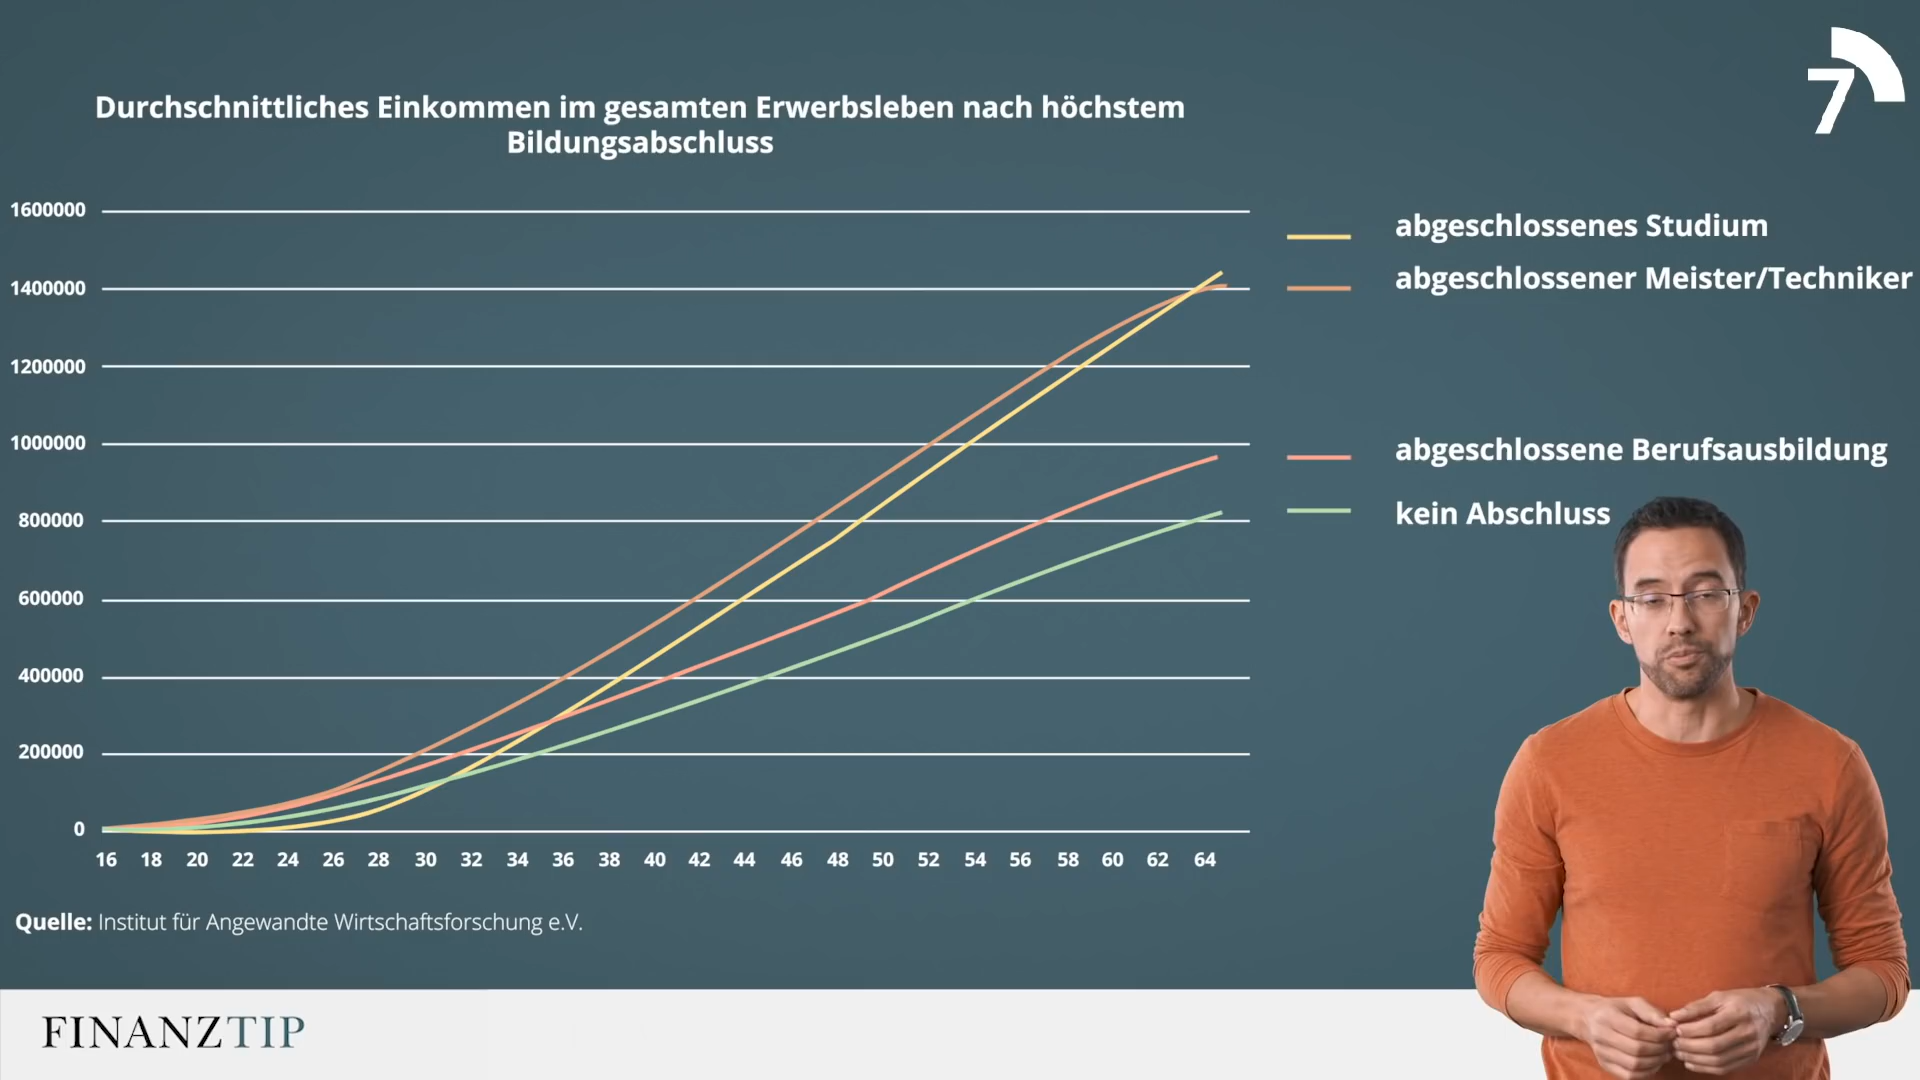 7
Durchschnittliches Einkommen im gesamten Erwerbsleben nach höchstem
Bildungsabschluss
1600000
1400000
1200000
1000000
800000
600000
400000
200000
0
16 18 20 22 24 26 28 30 32 34 36 38 40 42 44 46 48 50 52 54 56 58 60 62 64
abgeschlossenes Studium
abgeschlossener Meister/Techniker
abgeschlossene Berufsausbildung
kein Abschluss
Quelle: Institut für Angewandte Wirtschaftsforschung e.V.
FINANZTIP